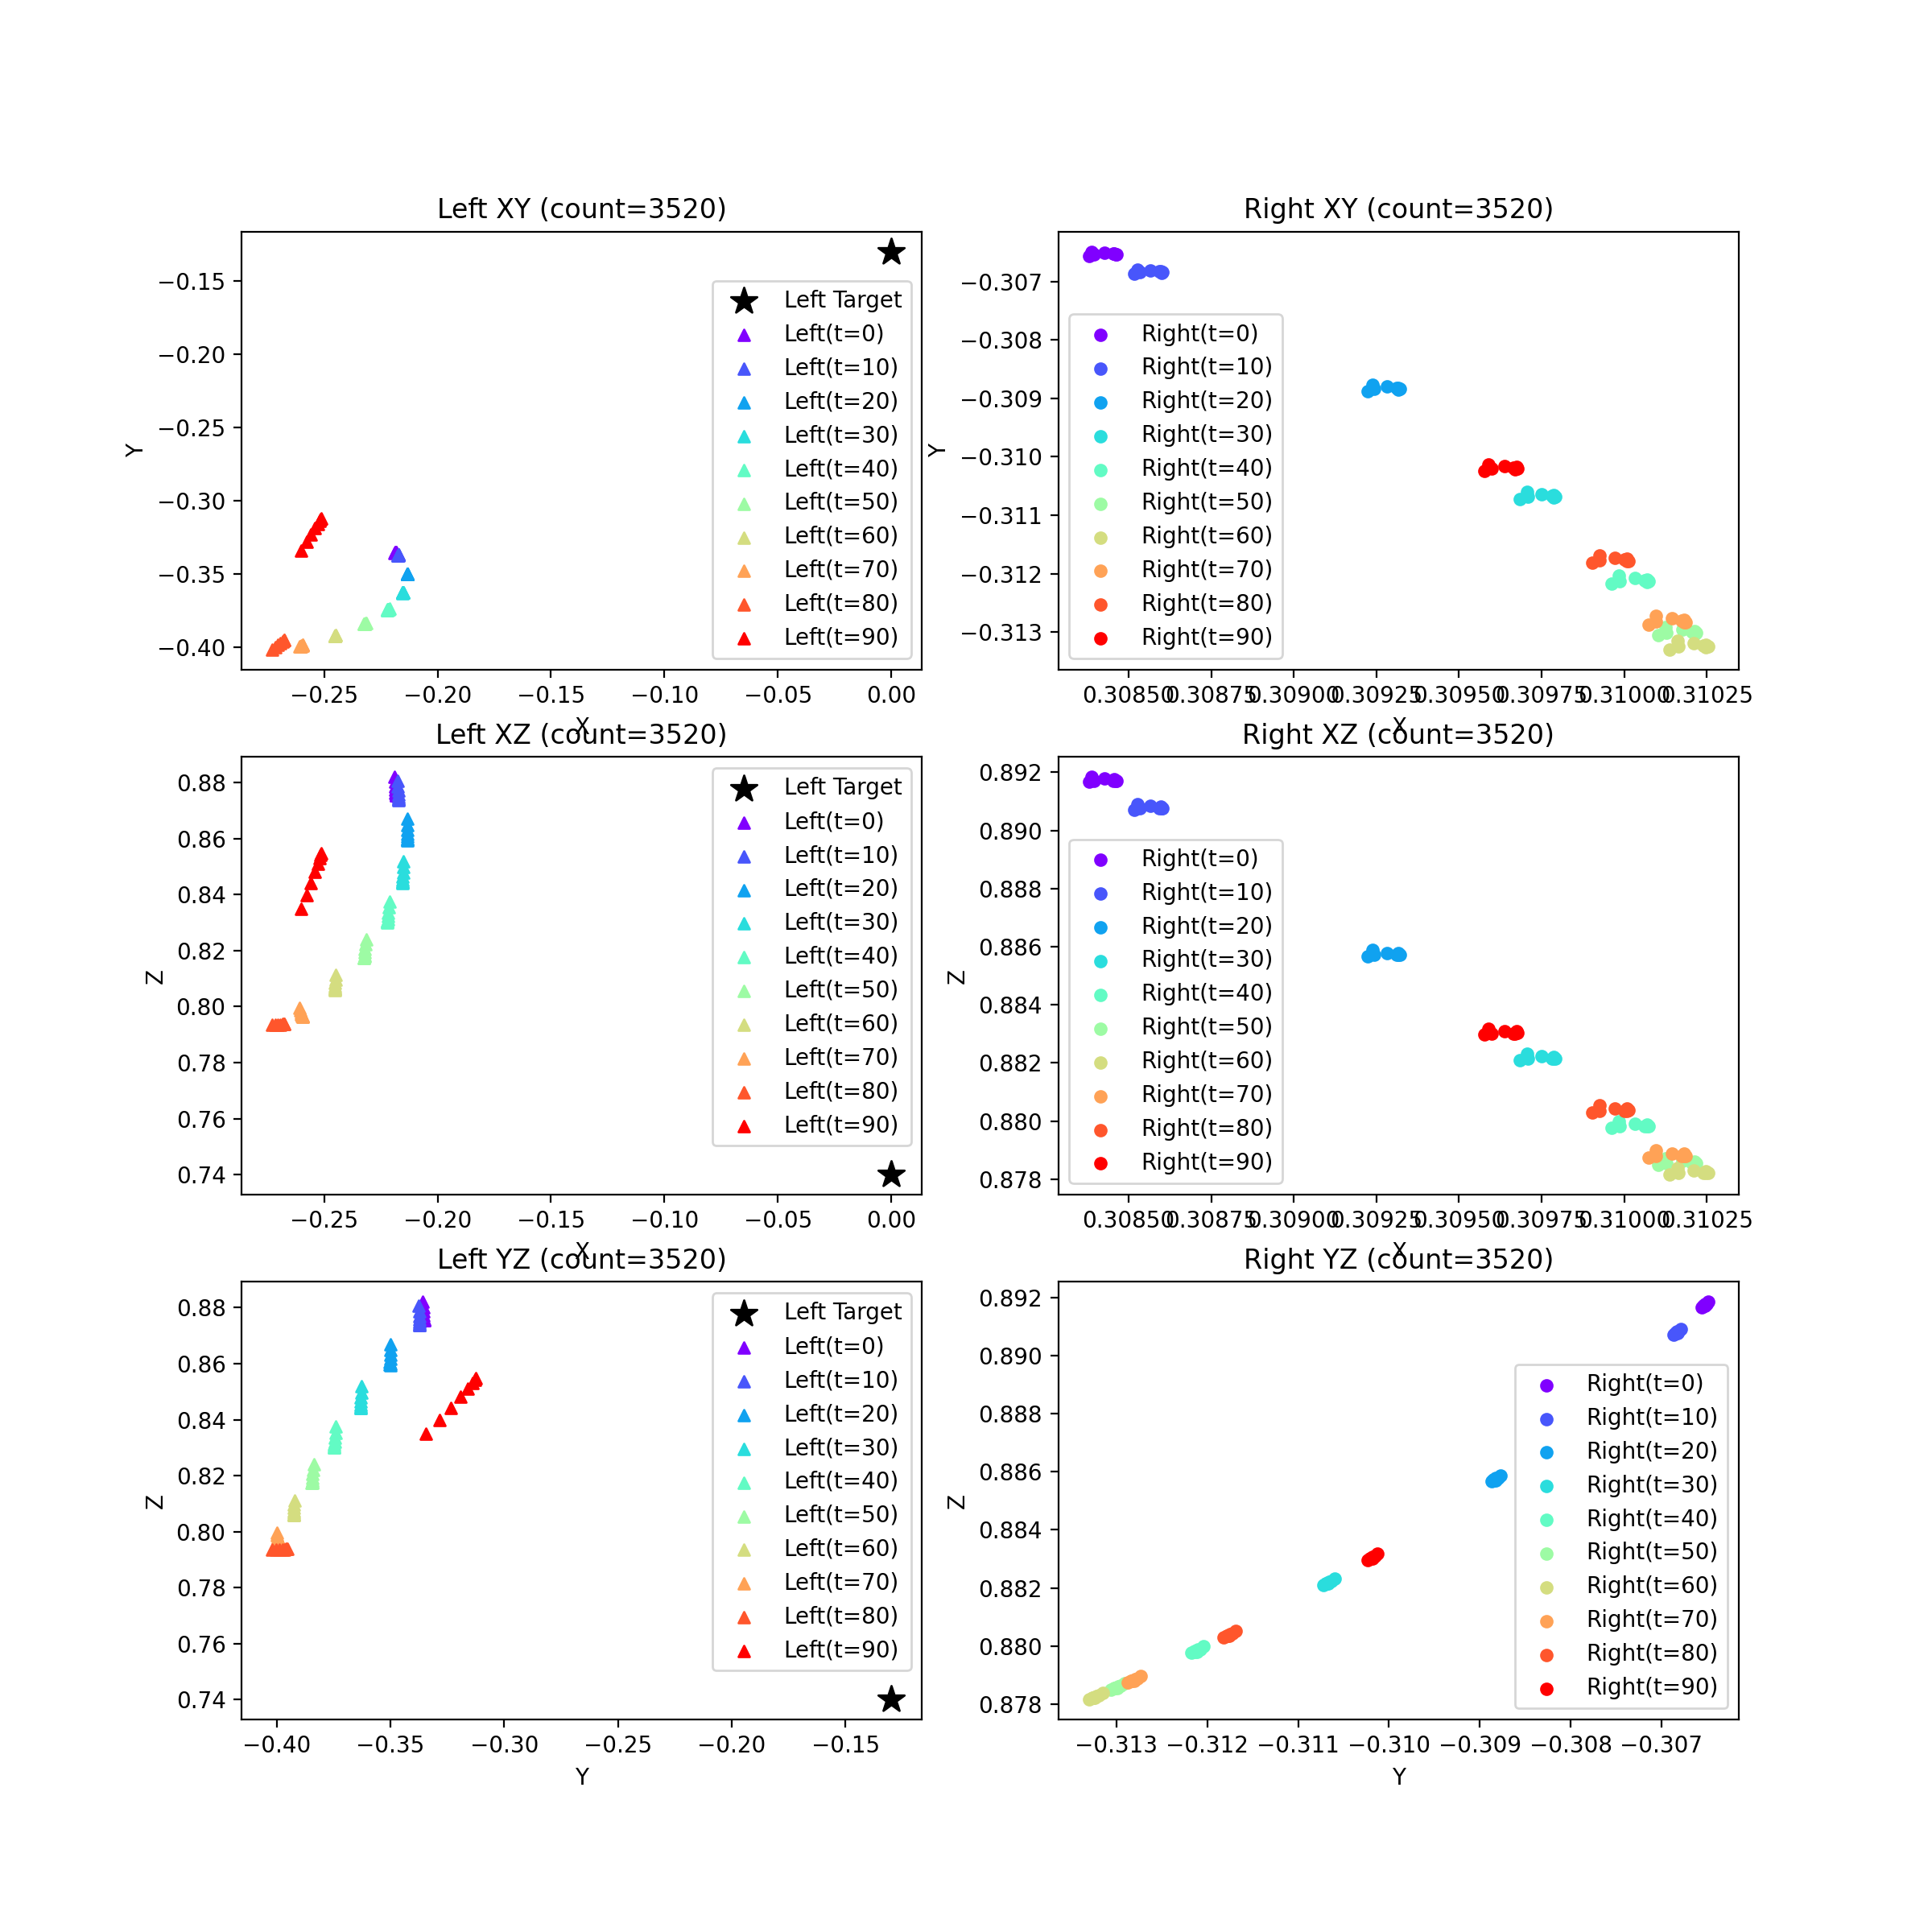 Left XY (count=3520)
Y
−0.15
−0.20
−0.25
−0.30
−0.35
−0.40
Left Target
Left(t=0)
Left(t=10)
Left(t=20)
Left(t=30)
Left(t=40)
Left(t=50)
Left(t=60)
Left(t=70)
Left(t=80)
Left(t=90)
−0.25 −0.20 −0.15 −0.10 −0.05 0.00
X
Right XY (count=3520)
Y
−0.307
−0.308
−0.309
−0.310
−0.311
−0.312
−0.313
Right(t=0)
Right(t=10)
Right(t=20)
Right(t=30)
Right(t=40)
Right(t=50)
Right(t=60)
Right(t=70)
Right(t=80)
Right(t=90)
0.30850 0.30875 0.30900 0.30925 0.30950 0.30975 0.31000 0.31025
X
Left XZ (count=3520)
Z
0.88
0.86
0.84
0.82
0.80
0.78
0.76
0.74
Left Target
Left(t=0)
Left(t=10)
Left(t=20)
Left(t=30)
Left(t=40)
Left(t=50)
Left(t=60)
Left(t=70)
Left(t=80)
Left(t=90)
−0.25 −0.20 −0.15 −0.10 −0.05 0.00
X
Right XZ (count=3520)
Z
0.892
0.890
0.888
0.886
0.884
0.882
0.880
0.878
Right(t=0)
Right(t=10)
Right(t=20)
Right(t=30)
Right(t=40)
Right(t=50)
Right(t=60)
Right(t=70)
Right(t=80)
Right(t=90)
0.30850 0.30875 0.30900 0.30925 0.30950 0.30975 0.31000 0.31025
X
Left YZ (count=3520)
Z
0.88
0.86
0.84
0.82
0.80
0.78
0.76
0.74
Left Target
Left(t=0)
Left(t=10)
Left(t=20)
Left(t=30)
Left(t=40)
Left(t=50)
Left(t=60)
Left(t=70)
Left(t=80)
Left(t=90)
−0.40 −0.35 −0.30 −0.25 −0.20 −0.15
Y
Right YZ (count=3520)
Z
0.892
0.890
0.888
0.886
0.884
0.882
0.880
0.878
Right(t=0)
Right(t=10)
Right(t=20)
Right(t=30)
Right(t=40)
Right(t=50)
Right(t=60)
Right(t=70)
Right(t=80)
Right(t=90)
−0.313 −0.312 −0.311 −0.310 −0.309 −0.308 −0.307
Y